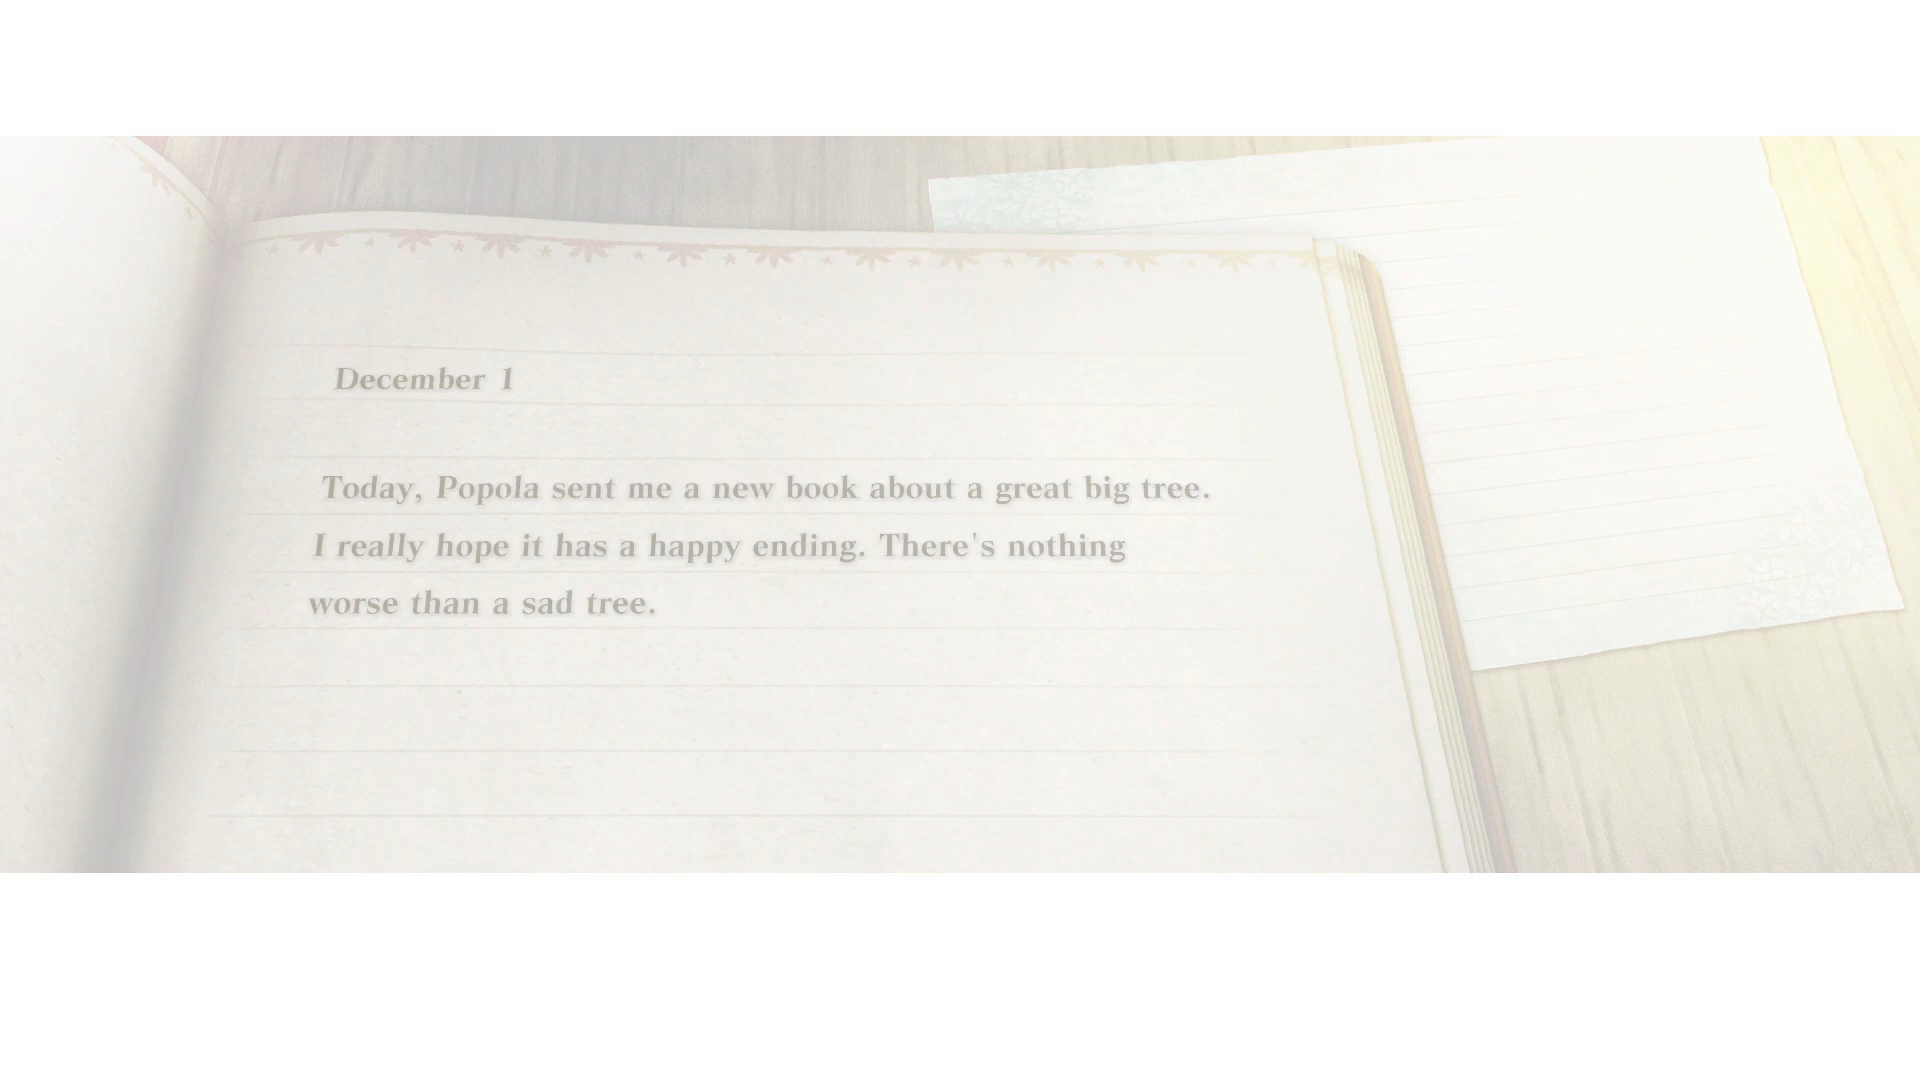 December 1
Today, Popola sent me a new book about a great big tree.
I really hope it has a happy ending. There's nothing
worse than a sad tree.